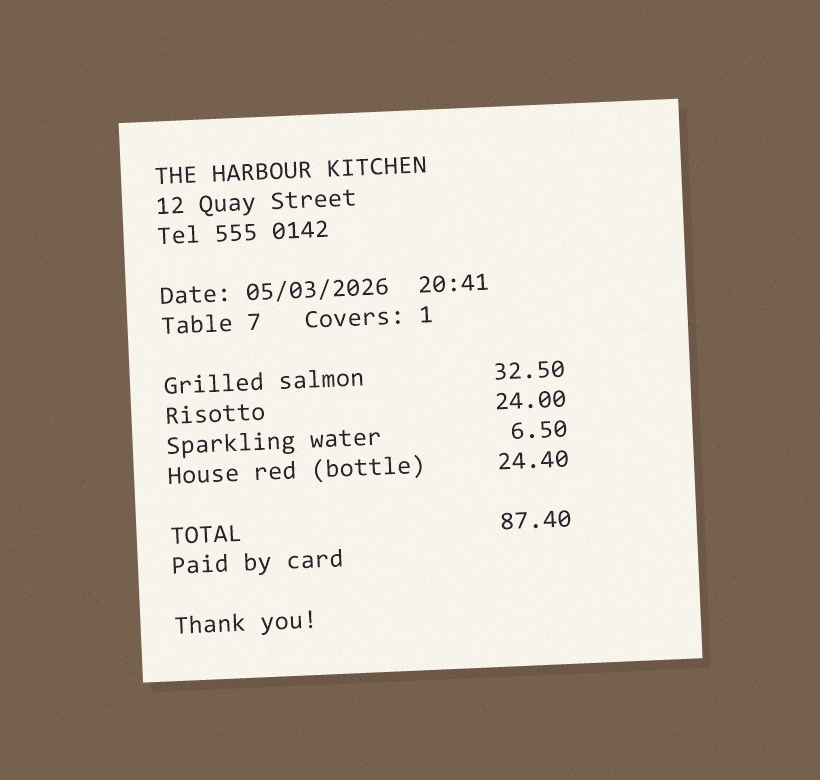 THE HARBOUR KITCHEN
12 Quay Street
Tel 555 0142
Date: 05/03/2026  20:41
Table 7   Covers: 1
Grilled salmon 32.50
Risotto 24.00
Sparkling water 6.50
House red (bottle) 24.40
TOTAL 87.40
Paid by card
Thank you!